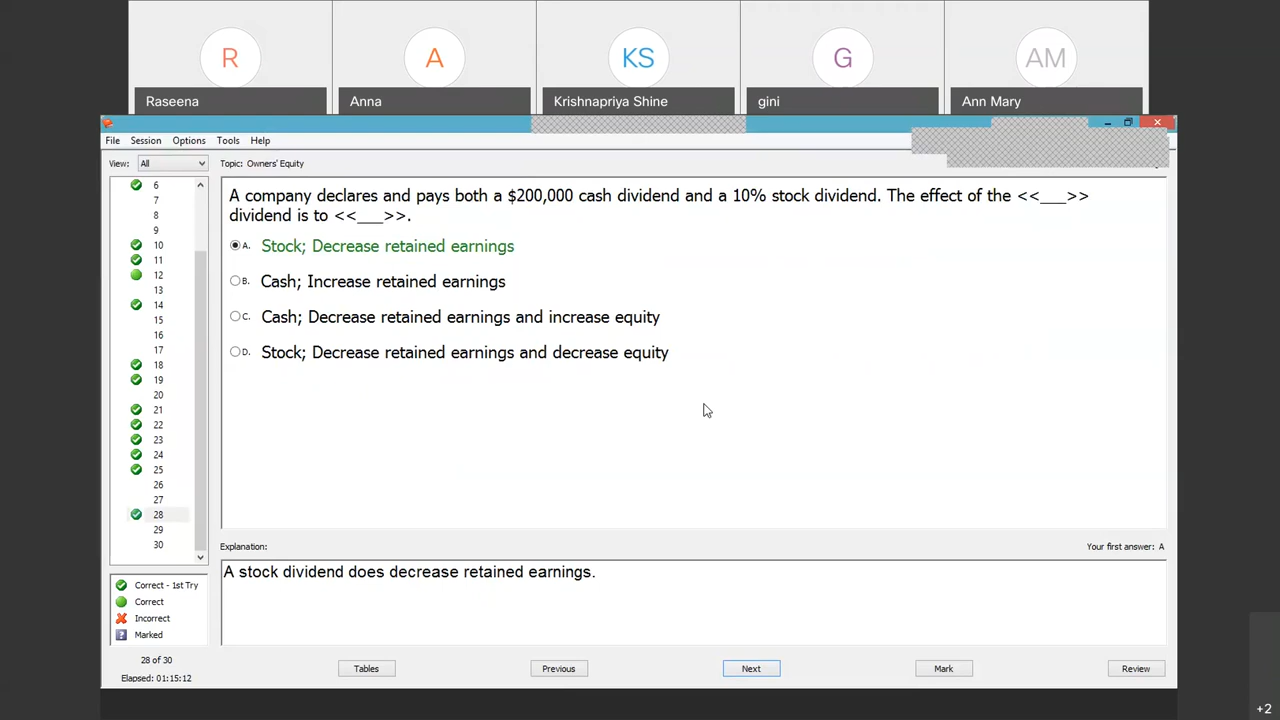 R
A
KS
G
AM
Raseena
Anna
Krishnapriya Shine
gini
Ann Mary
File Session Options Tools Help
View: All
Topic: Owners' Equity
6
7
8
9
10
11
12
13
14
15
16
17
18
19
20
21
22
23
24
25
26
27
28
29
30
A company declares and pays both a $200,000 cash dividend and a 10% stock dividend. The effect of the <<___>>
dividend is to <<___>>.
A. Stock; Decrease retained earnings
B. Cash; Increase retained earnings
C. Cash; Decrease retained earnings and increase equity
D. Stock; Decrease retained earnings and decrease equity
Explanation:
Your first answer: A
A stock dividend does decrease retained earnings.
Correct - 1st Try
Correct
Incorrect
? Marked
28 of 30
Elapsed: 01:15:12
Tables Previous Next Mark Review
+2